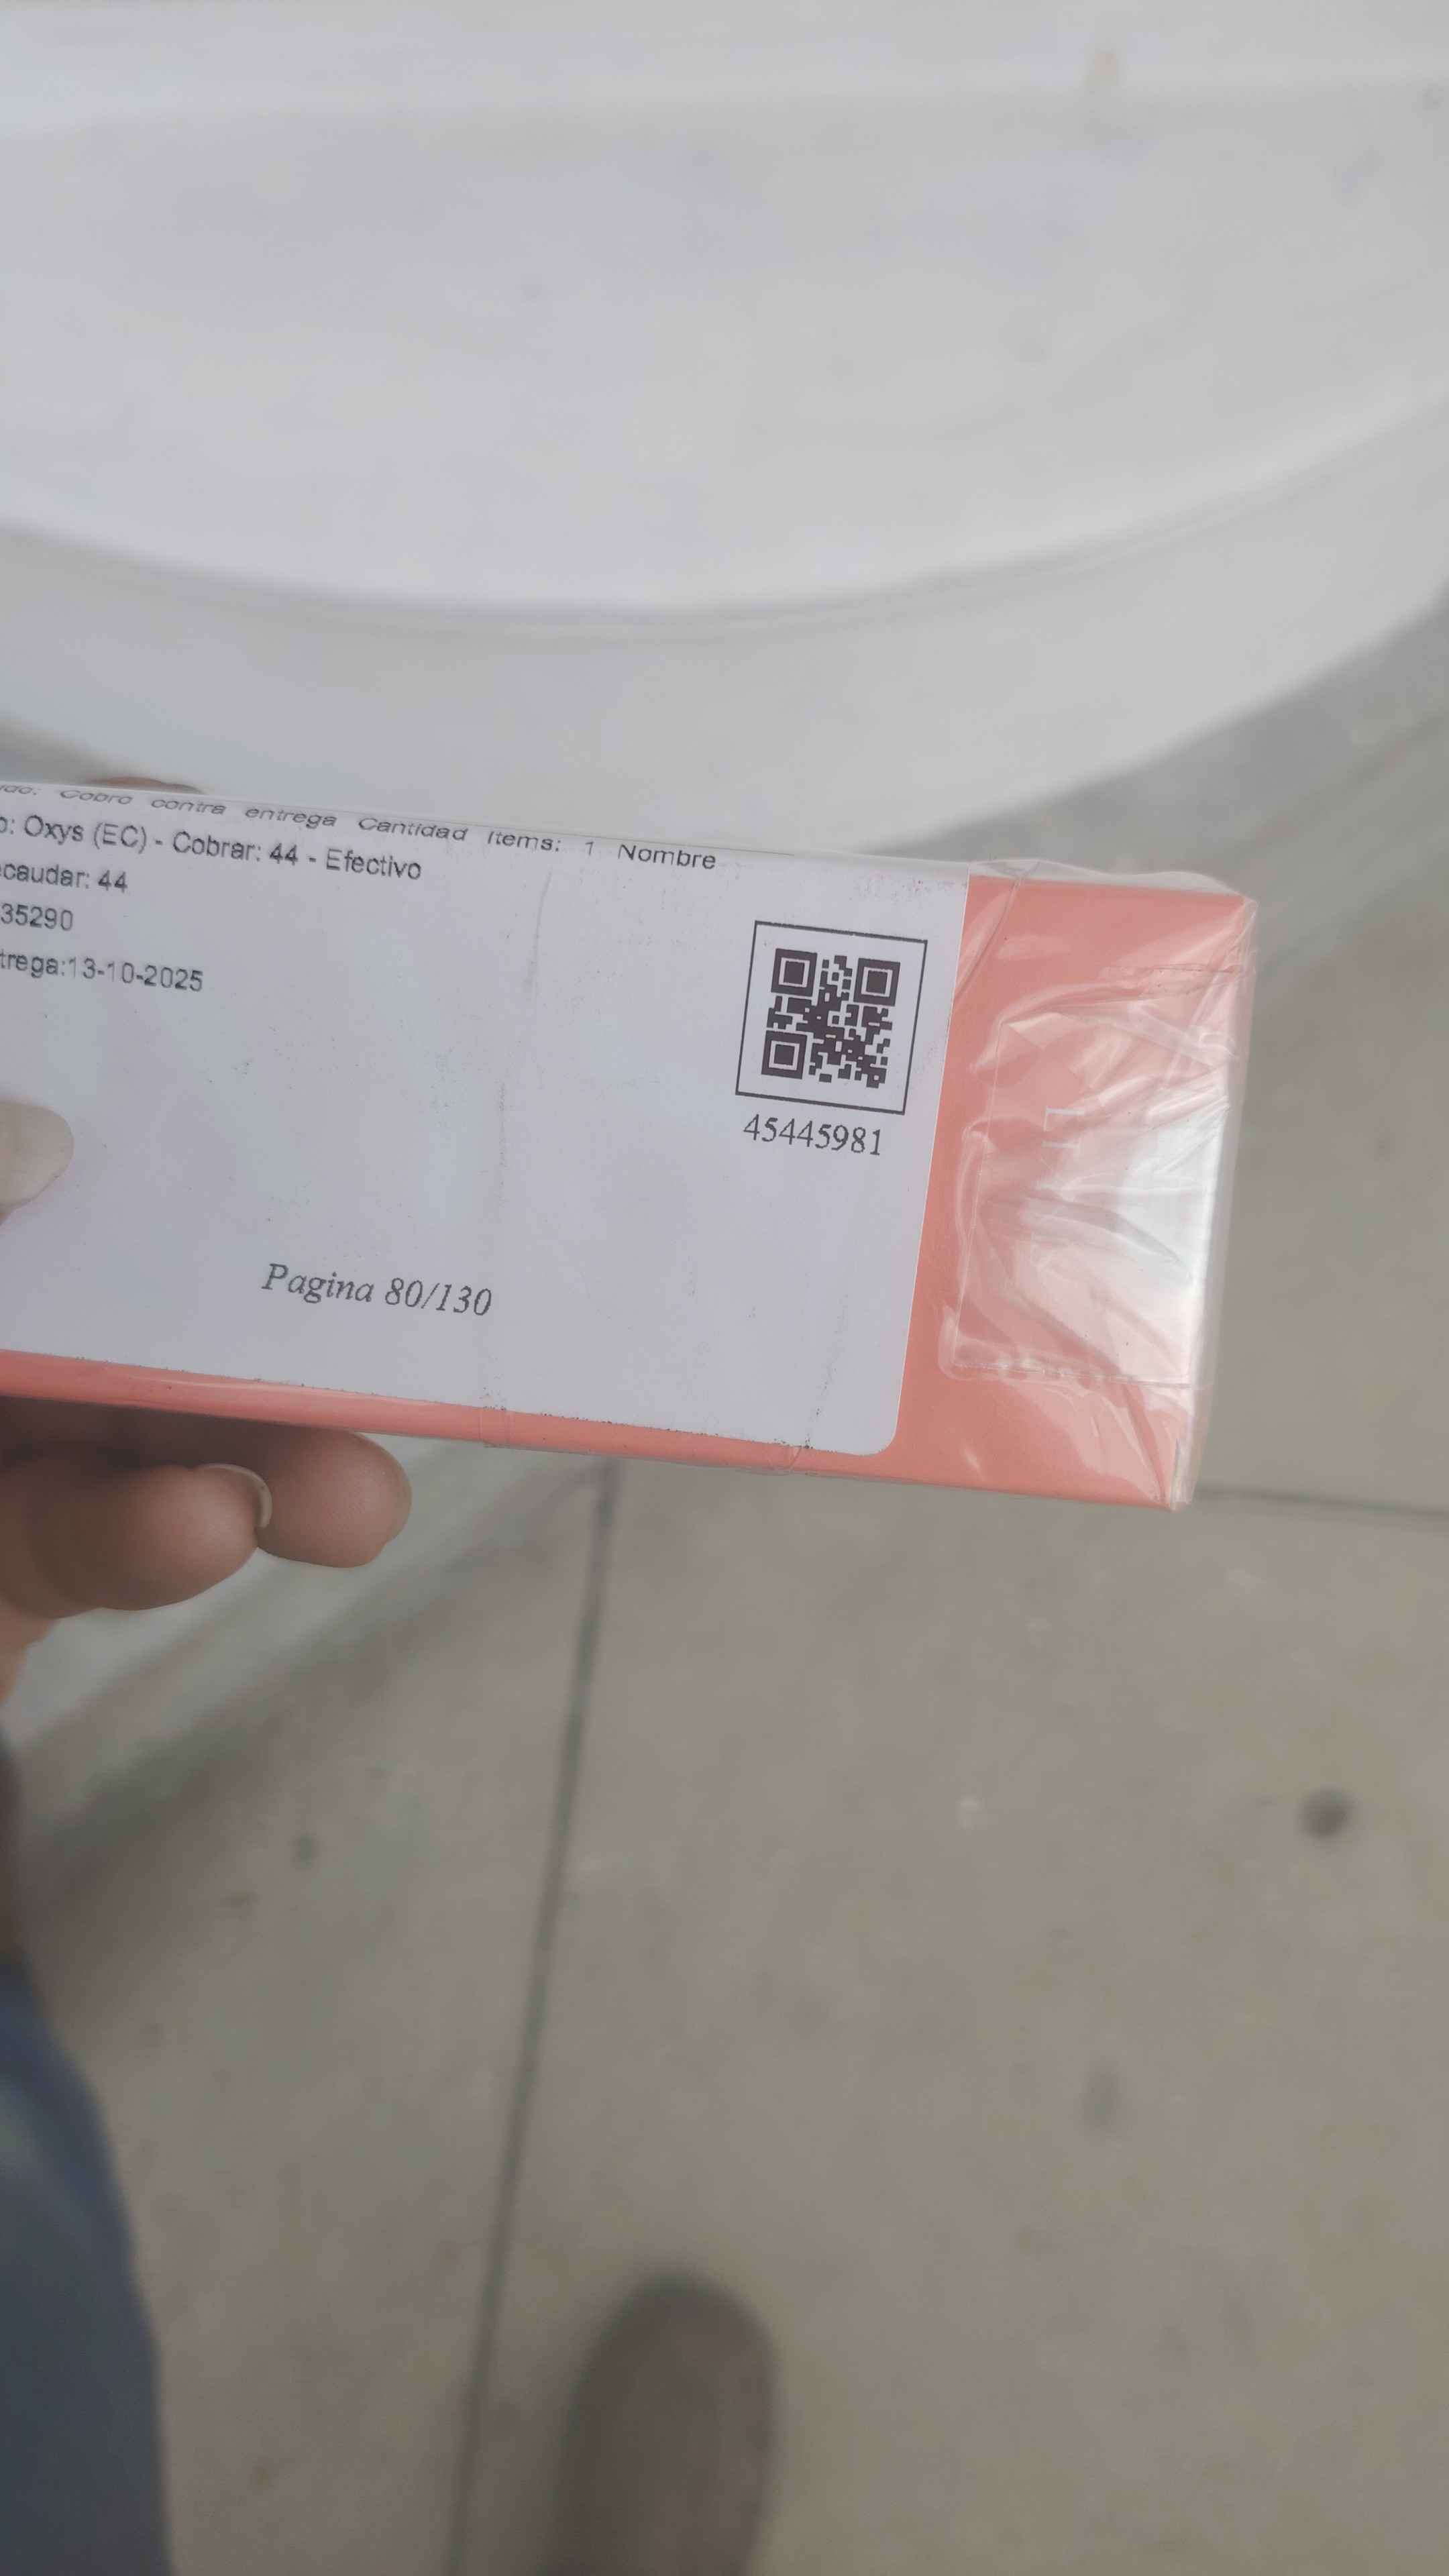 Cobro contra entrega Cantidad Items: 1 Nombre
o: Oxys (EC) - Cobrar: 44 - Efectivo
caudar: 44
35290
trega:13-10-2025
45445981
Pagina 80/130